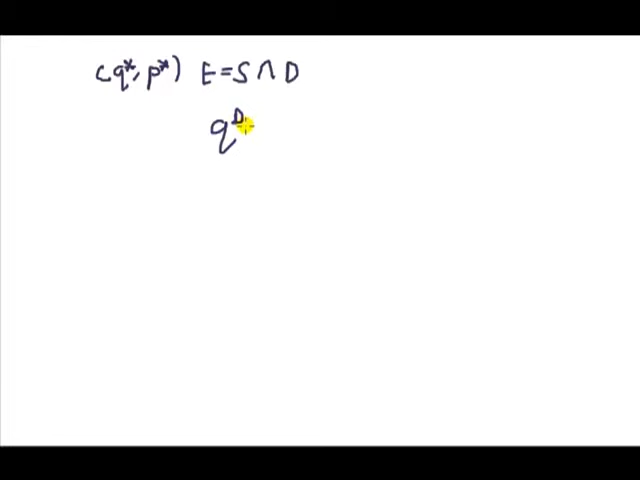 (q*, p*) E = S ∩ D
q^D